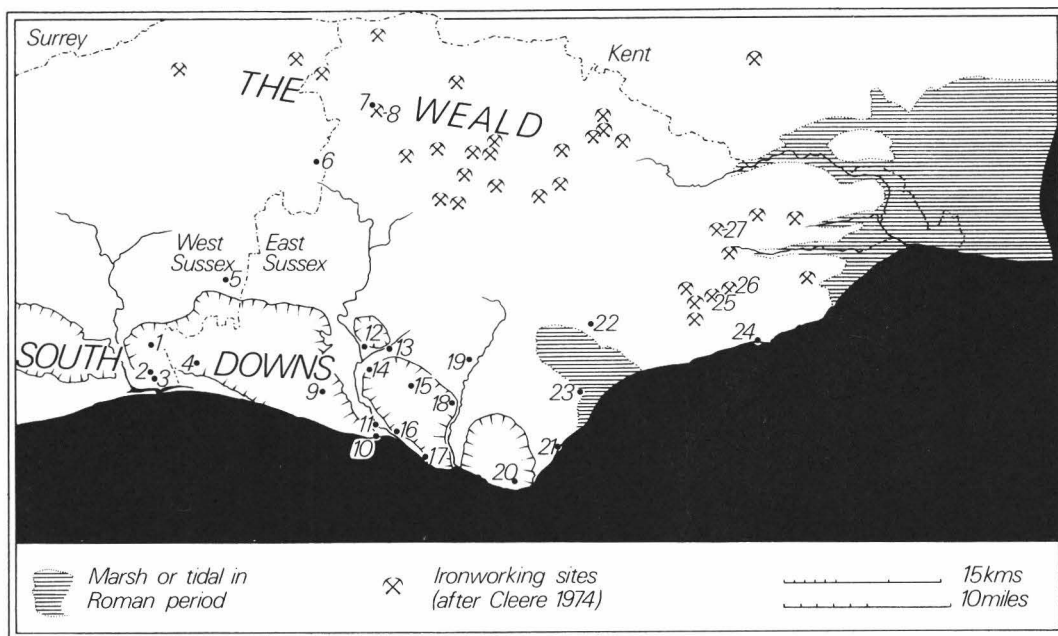 Surrey
Kent
THE WEALD
7
8
6
West Sussex
East Sussex
5
27
26
25
24
22
23
21
20
12
13
14
15
19
18
1
2
3
4
SOUTH DOWNS
9
11
10
16
17
Marsh or tidal in
Roman period
Ironworking sites
(after Cleere 1974)
15kms
10miles